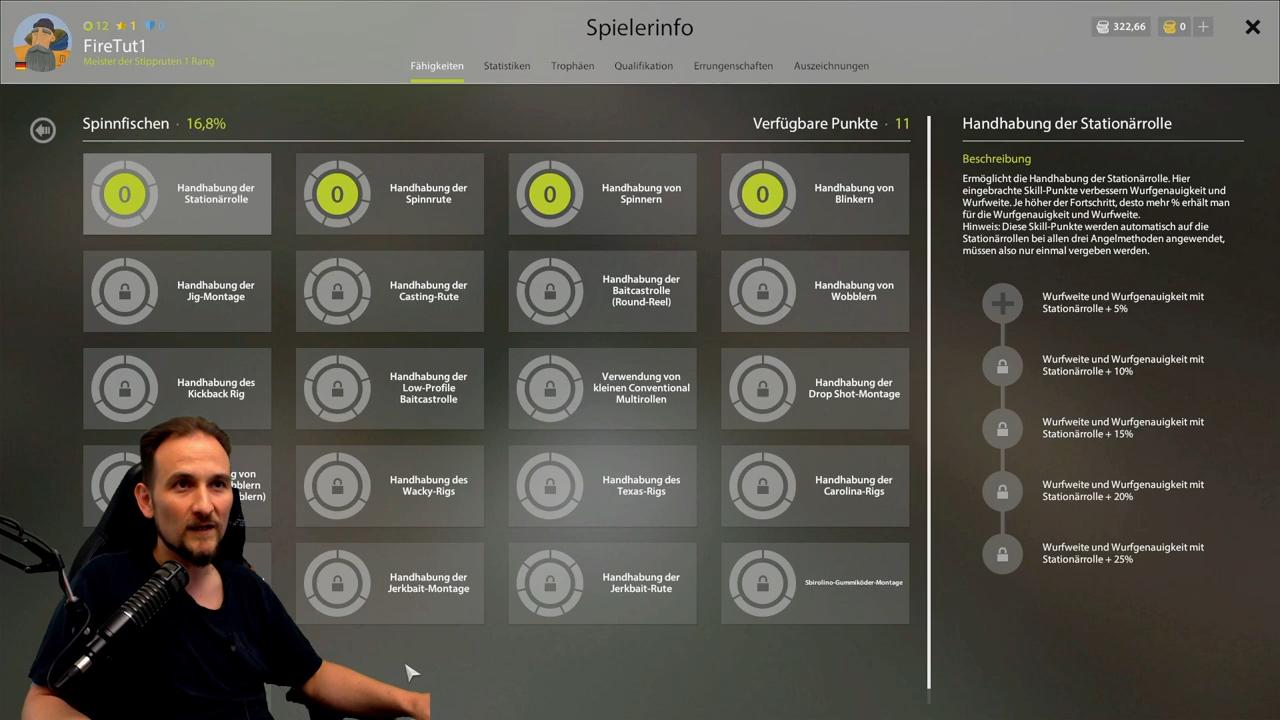 12 1 0
FireTut1
Meister der Stippruten 1 Rang
Spielerinfo
322,66 0
Fähigkeiten Statistiken Trophäen Qualifikation Errungenschaften Auszeichnungen
Spinnfischen · 16,8%
Verfügbare Punkte · 11
0
Handhabung der
Stationärrolle
0
Handhabung der
Spinnrute
0
Handhabung von
Spinnern
0
Handhabung von
Blinkern
Handhabung der
Jig-Montage
Handhabung der
Casting-Rute
Handhabung der
Baitcastrolle
(Round-Reel)
Handhabung von
Wobblern
Handhabung des
Kickback Rig
Handhabung der
Low-Profile
Baitcastrolle
Verwendung von
kleinen Conventional
Multirollen
Handhabung der
Drop Shot-Montage
g von
bblern
blern)
Handhabung des
Wacky-Rigs
Handhabung des
Texas-Rigs
Handhabung der
Carolina-Rigs
Handhabung der
Jerkbait-Montage
Handhabung der
Jerkbait-Rute
Sbirolino-Gummiköder-Montage
Handhabung der Stationärrolle
Beschreibung
Ermöglicht die Handhabung der Stationärrolle. Hier
eingebrachte Skill-Punkte verbessern Wurfgenauigkeit und
Wurfweite. Je höher der Fortschritt, desto mehr % erhält man
für die Wurfgenauigkeit und Wurfweite.
Hinweis: Diese Skill-Punkte werden automatisch auf die
Stationärrollen bei allen drei Angelmethoden angewendet,
müssen also nur einmal vergeben werden.
Wurfweite und Wurfgenauigkeit mit
Stationärrolle + 5%
Wurfweite und Wurfgenauigkeit mit
Stationärrolle + 10%
Wurfweite und Wurfgenauigkeit mit
Stationärrolle + 15%
Wurfweite und Wurfgenauigkeit mit
Stationärrolle + 20%
Wurfweite und Wurfgenauigkeit mit
Stationärrolle + 25%